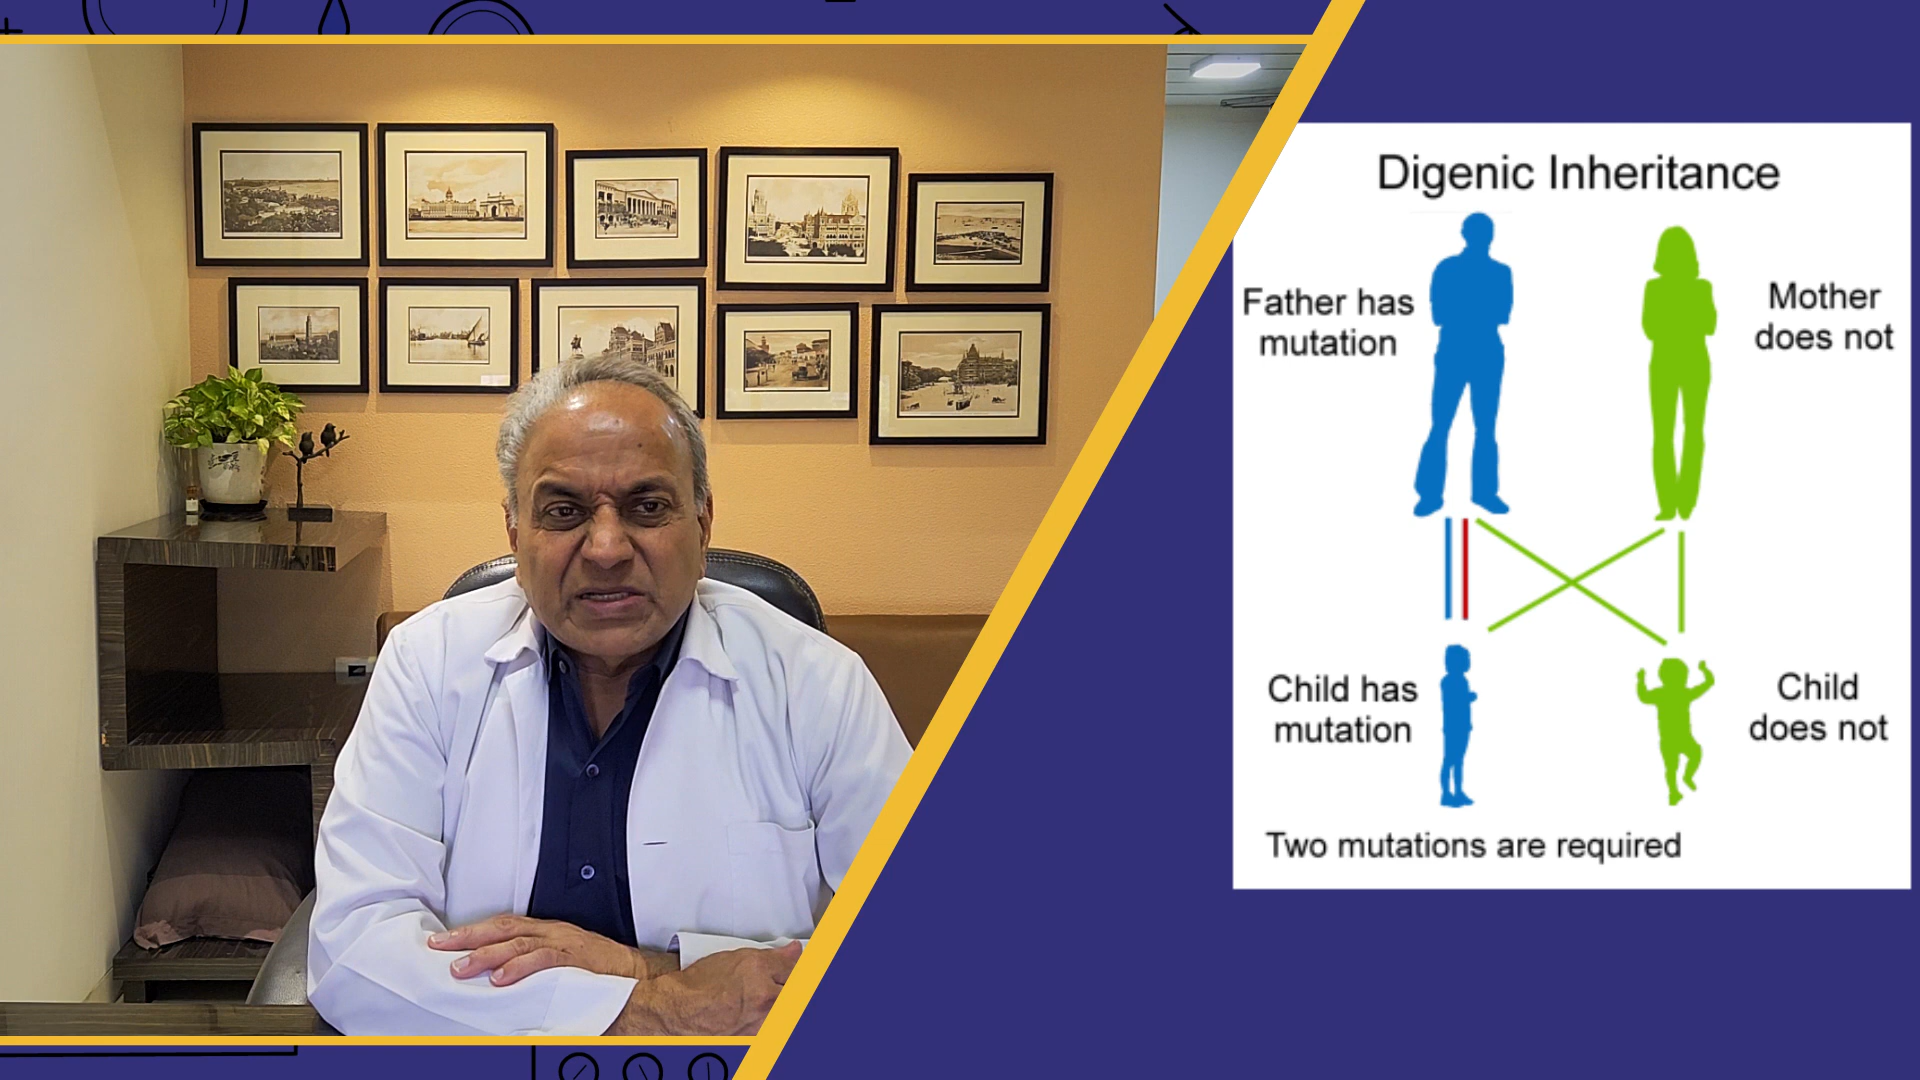 Digenic Inheritance
Father has
mutation
Mother
does not
Child has
mutation
Child
does not
Two mutations are required